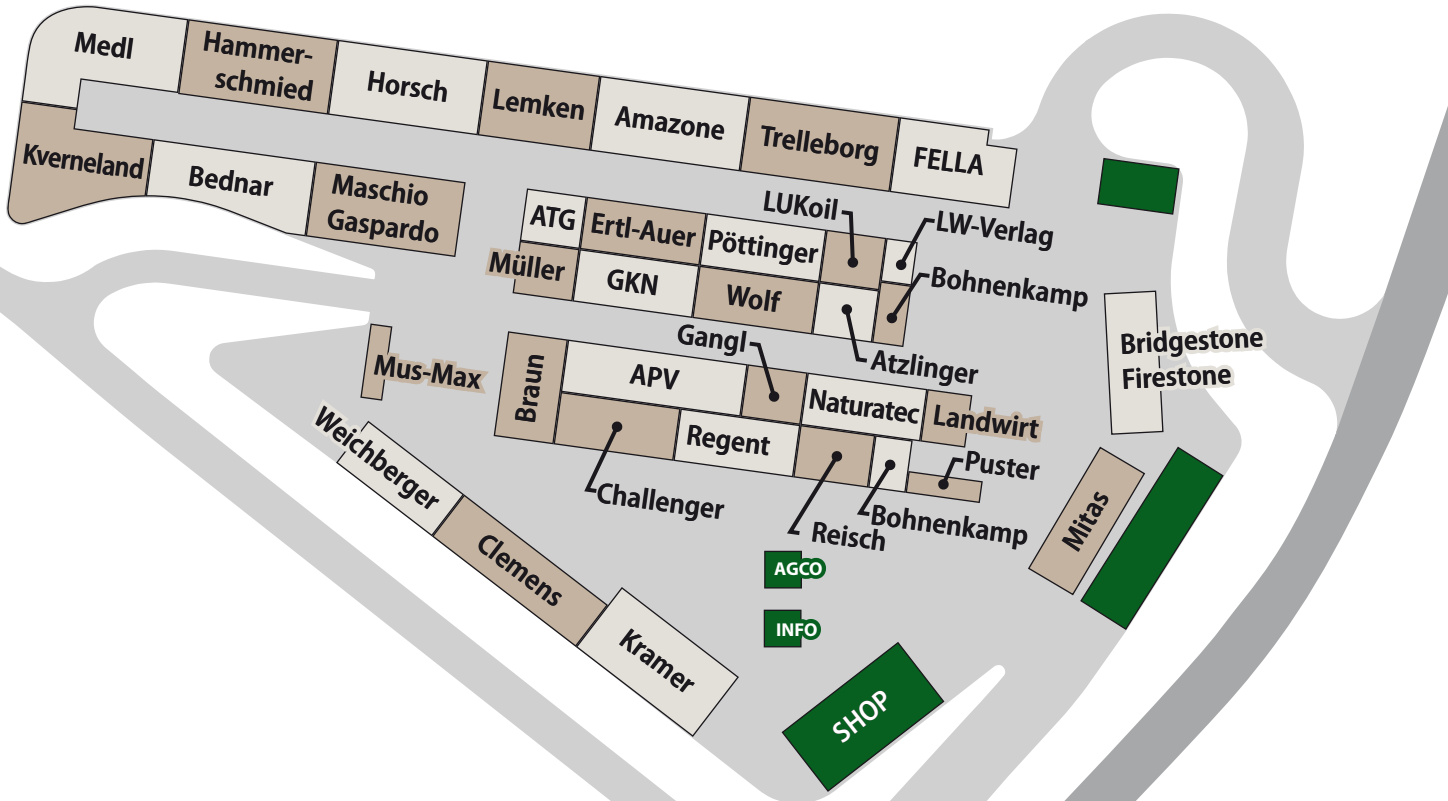 Medl
Hammer-
schmied
Horsch
Lemken
Amazone
Trelleborg
FELLA
Kverneland
Bednar
Maschio
Gaspardo
ATG
Ertl-Auer
Pöttinger
LUKoil
LW-Verlag
Müller
GKN
Wolf
Bohnenkamp
Atzlinger
Gangl
Mus-Max
Braun
APV
Naturatec
Landwirt
Bridgestone
Firestone
Challenger
Regent
Reisch
Bohnenkamp
Puster
Mitas
Weichberger
Clemens
Kramer
AGCO
INFO
SHOP